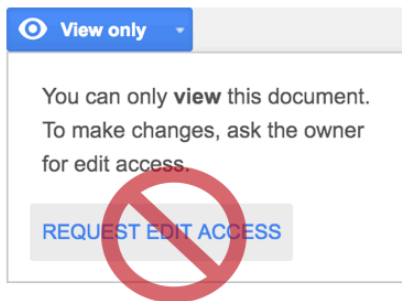 View only
You can only view this document.
To make changes, ask the owner
for edit access.
REQUEST EDIT ACCESS